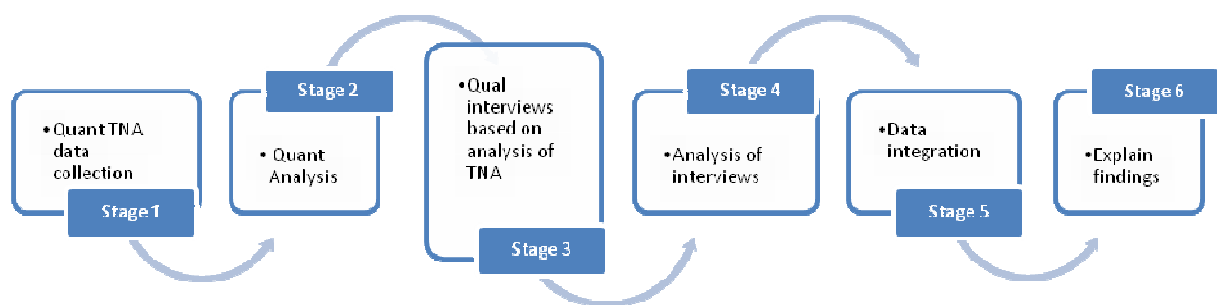 •Quant TNA
data
collection
Stage 1
Stage 2
• Quant
Analysis
•Qual
interviews
based on
analysis of
TNA
Stage 3
Stage 4
•Analysis of
interviews
•Data
integration
Stage 5
Stage 6
•Explain
findings